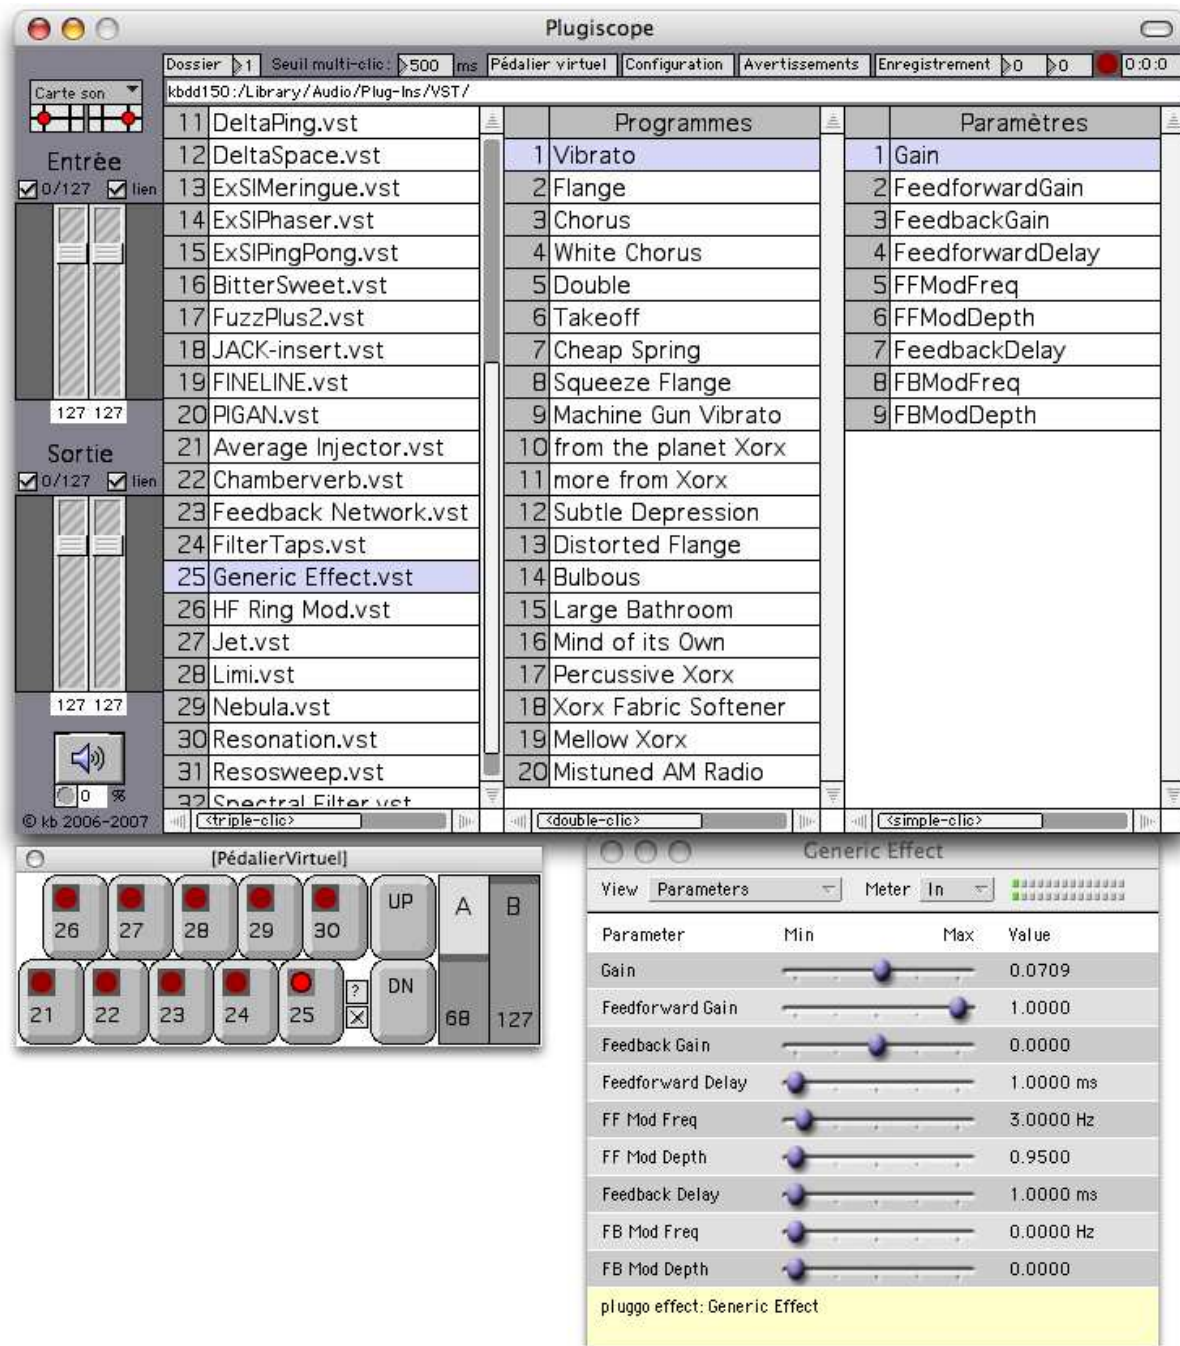 Plugiscope
Dossier 1 Seuil multi-clic: 500 ms Pédalier virtuel Configuration Avertissements Enregistrement 0 0 0:0:0
Carte son
kbdd150:/Library/Audio/Plug-Ins/VST/
Entrée
0/127 lien
127 127
Sortie
0/127 lien
127 127
0 %
© kb 2006-2007
11 DeltaPing.vst
12 DeltaSpace.vst
13 ExSIMeringue.vst
14 ExSIPhaser.vst
15 ExSIPingPong.vst
16 BitterSweet.vst
17 FuzzPlus2.vst
18 JACK-insert.vst
19 FINELINE.vst
20 PIGAN.vst
21 Average Injector.vst
22 Chamberverb.vst
23 Feedback Network.vst
24 FilterTaps.vst
25 Generic Effect.vst
26 HF Ring Mod.vst
27 Jet.vst
28 Limi.vst
29 Nebula.vst
30 Resonation.vst
31 Resosweep.vst
32 Spectral Filter.vst
<triple-clic>
Programmes
1 Vibrato
2 Flange
3 Chorus
4 White Chorus
5 Double
6 Takeoff
7 Cheap Spring
8 Squeeze Flange
9 Machine Gun Vibrato
10 from the planet Xorx
11 more from Xorx
12 Subtle Depression
13 Distorted Flange
14 Bulbous
15 Large Bathroom
16 Mind of its Own
17 Percussive Xorx
18 Xorx Fabric Softener
19 Mellow Xorx
20 Mistuned AM Radio
<double-clic>
Paramètres
1 Gain
2 FeedforwardGain
3 FeedbackGain
4 FeedforwardDelay
5 FFModFreq
6 FFModDepth
7 FeedbackDelay
8 FBModFreq
9 FBModDepth
<simple-clic>
[PédalierVirtuel]
26 27 28 29 30 UP A B
21 22 23 24 25 ? DN 68 127
Generic Effect
View Parameters Meter In
Parameter Min Max Value
Gain 0.0709
Feedforward Gain 1.0000
Feedback Gain 0.0000
Feedforward Delay 1.0000 ms
FF Mod Freq 3.0000 Hz
FF Mod Depth 0.9500
Feedback Delay 1.0000 ms
FB Mod Freq 0.0000 Hz
FB Mod Depth 0.0000
pluggo effect: Generic Effect